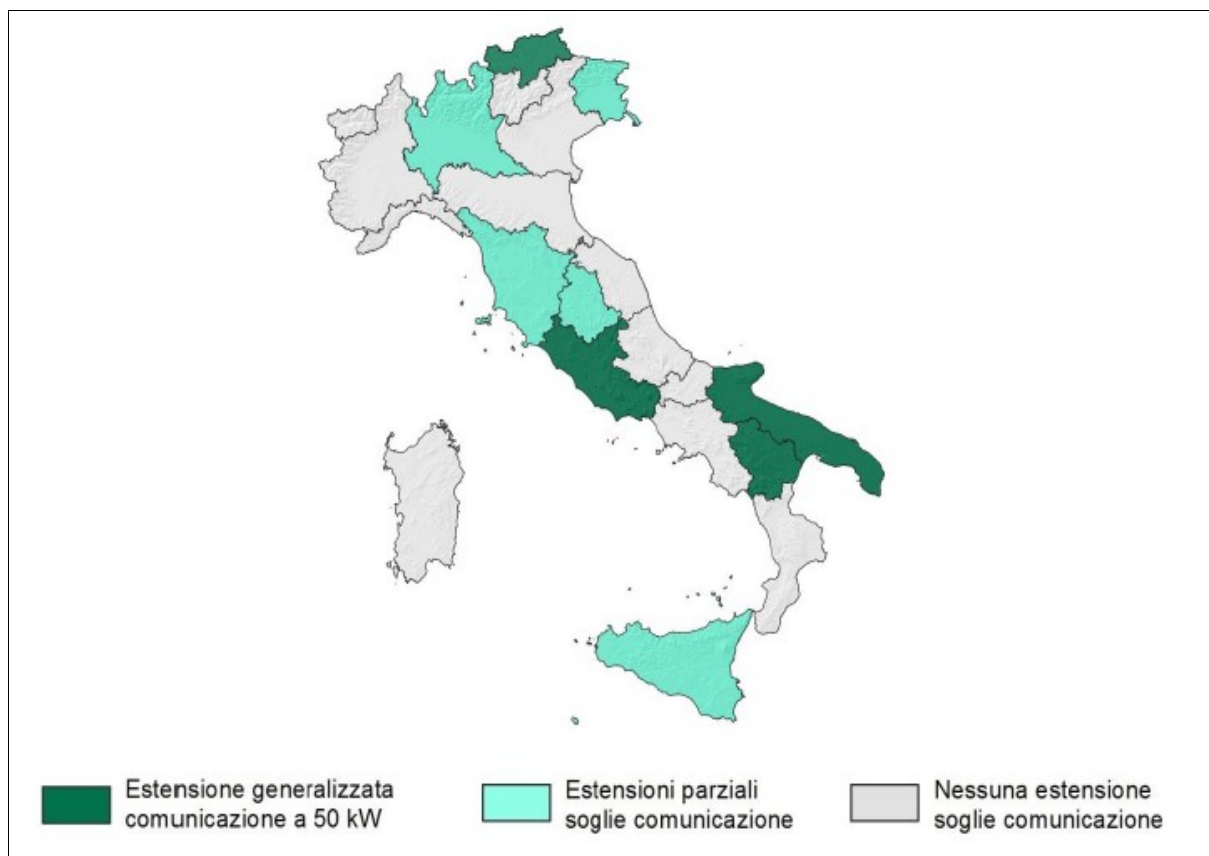 Estensione generalizzata
comunicazione a 50 kW
Estensioni parziali
soglie comunicazione
Nessuna estensione
soglie comunicazione